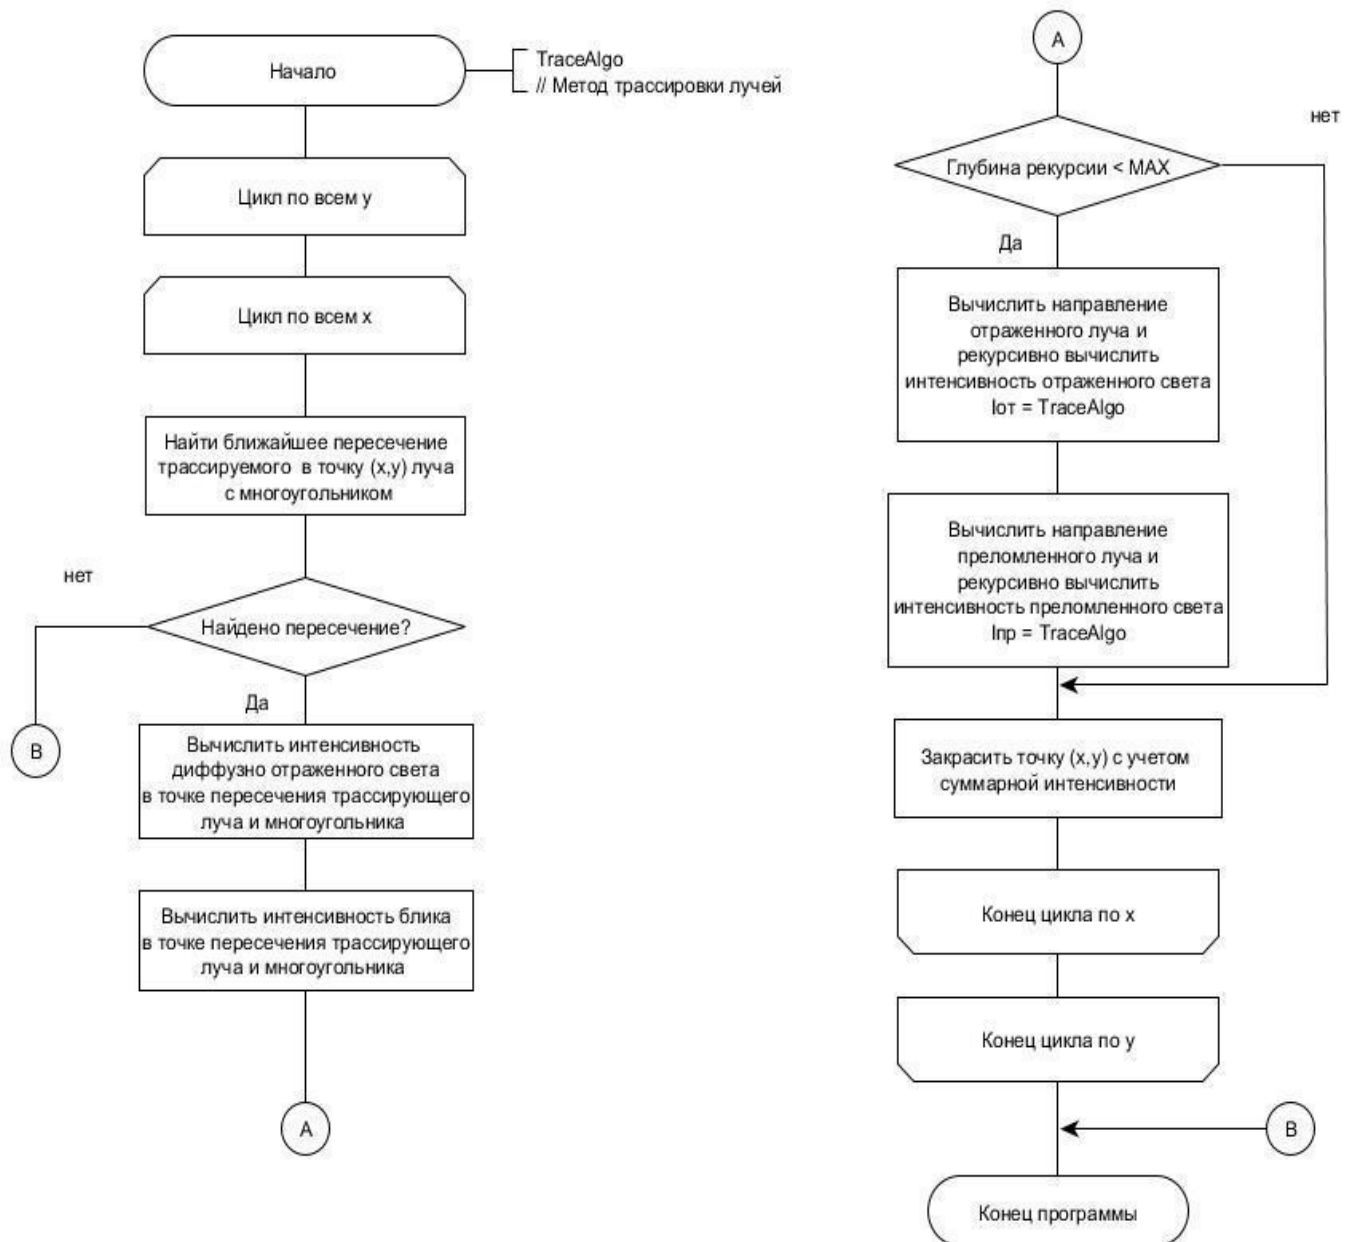 Начало
TraceAlgo
// Метод трассировки лучей
Цикл по всем y
Цикл по всем x
Найти ближайшее пересечение
трассируемого в точку (x,y) луча
с многоугольником
нет
Найдено пересечение?
Да
B
Вычислить интенсивность
диффузно отраженного света
в точке пересечения трассирующего
луча и многоугольника
Вычислить интенсивность блика
в точке пересечения трассирующего
луча и многоугольника
A
A
нет
Глубина рекурсии < MAX
Да
Вычислить направление
отраженного луча и
рекурсивно вычислить
интенсивность отраженного света
Iот = TraceAlgo
Вычислить направление
преломленного луча и
рекурсивно вычислить
интенсивность преломленного света
Iпр = TraceAlgo
Закрасить точку (x,y) с учетом
суммарной интенсивности
Конец цикла по x
Конец цикла по y
B
Конец программы